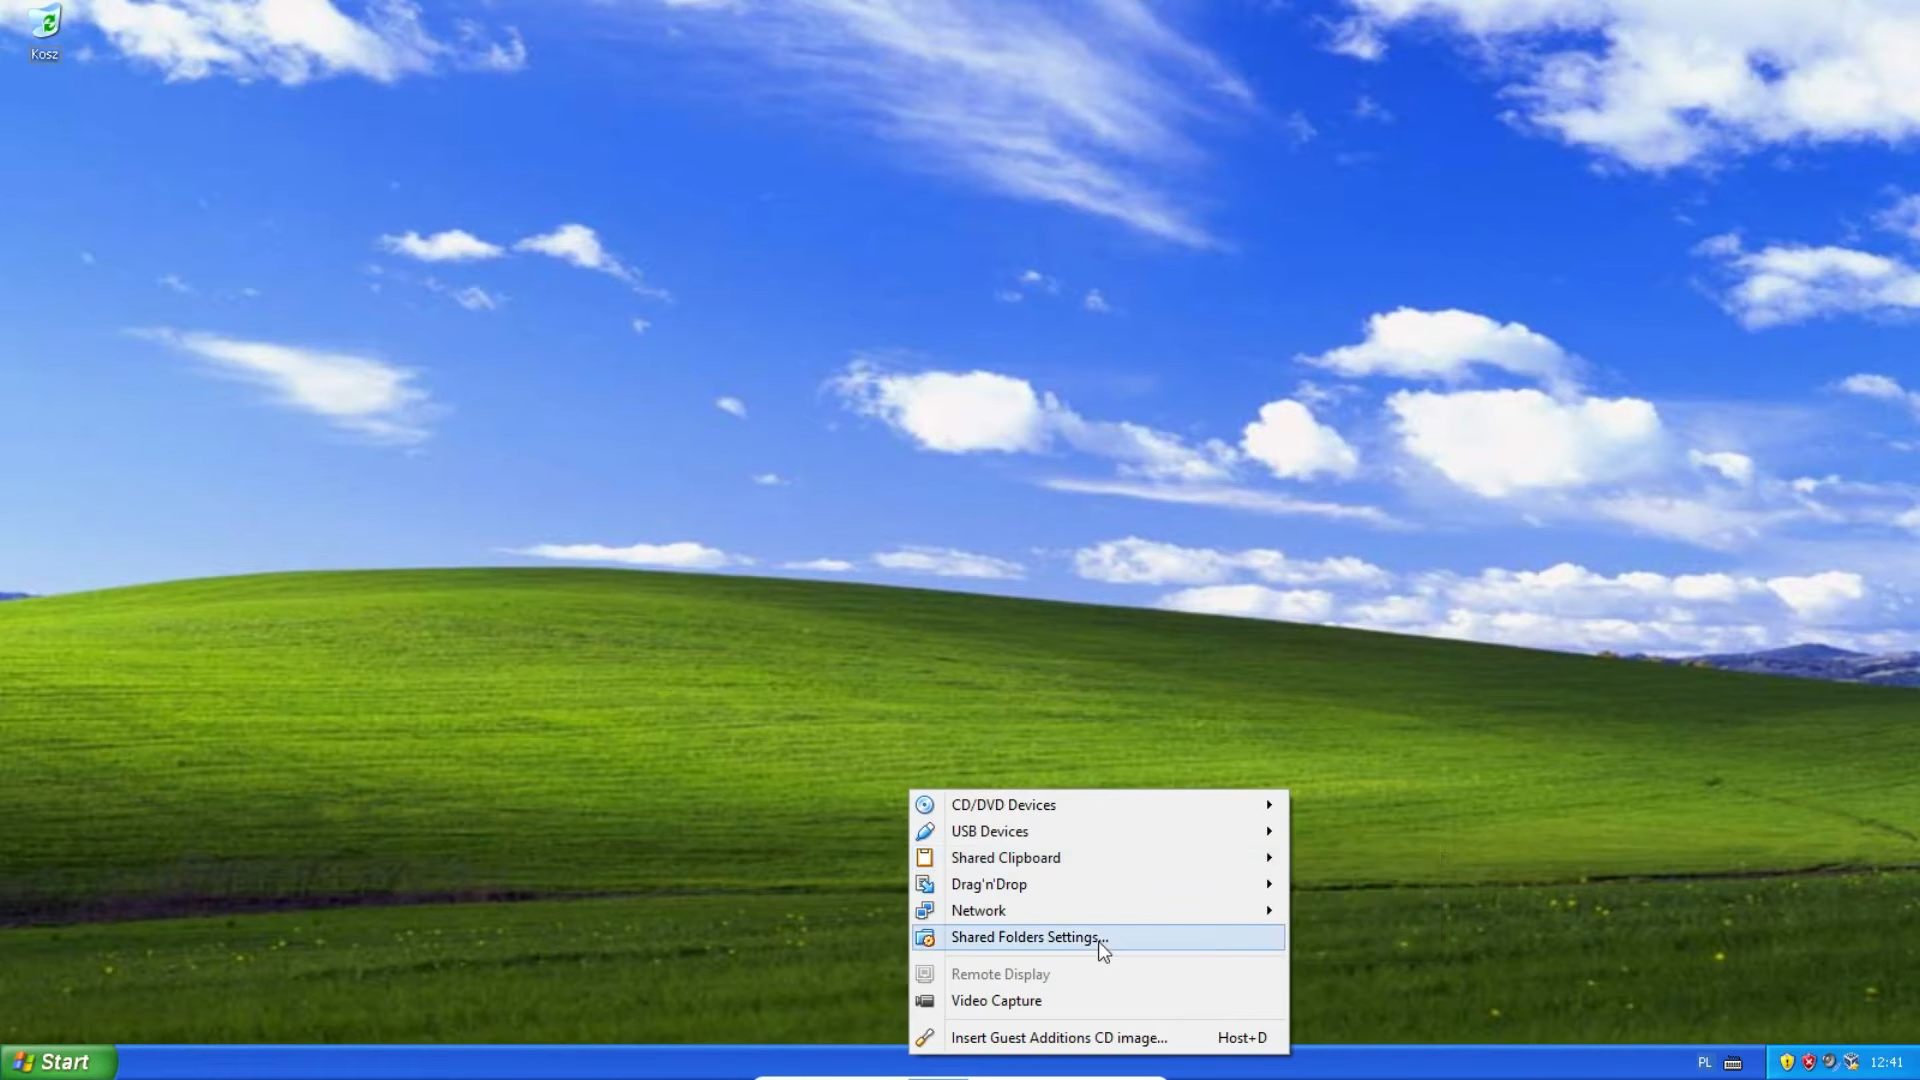 Kosz
CD/DVD Devices
USB Devices
Shared Clipboard
Drag'n'Drop
Network
Shared Folders Settings...
Remote Display
Video Capture
Insert Guest Additions CD image... Host+D
Start
PL
12:41